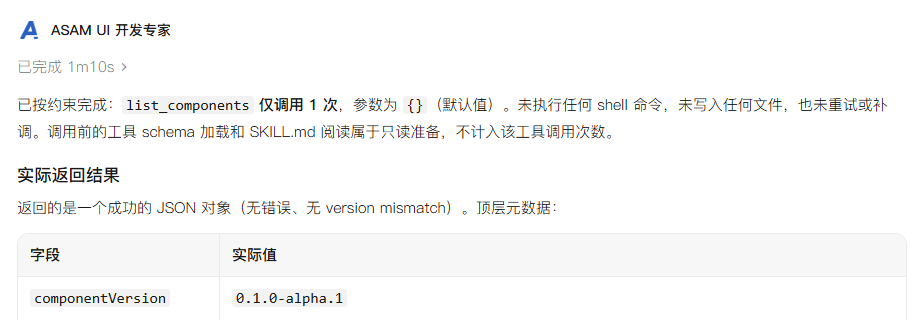 ASAM UI 开发专家
已完成 1m10s >
已按约束完成：list_components 仅调用 1 次，参数为 {}（默认值）。未执行任何 shell 命令，未写入任何文件，也未重试或补
调。调用前的工具 schema 加载和 SKILL.md 阅读属于只读准备，不计入该工具调用次数。
实际返回结果
返回的是一个成功的 JSON 对象（无错误、无 version mismatch）。顶层元数据：
字段 实际值
componentVersion 0.1.0-alpha.1